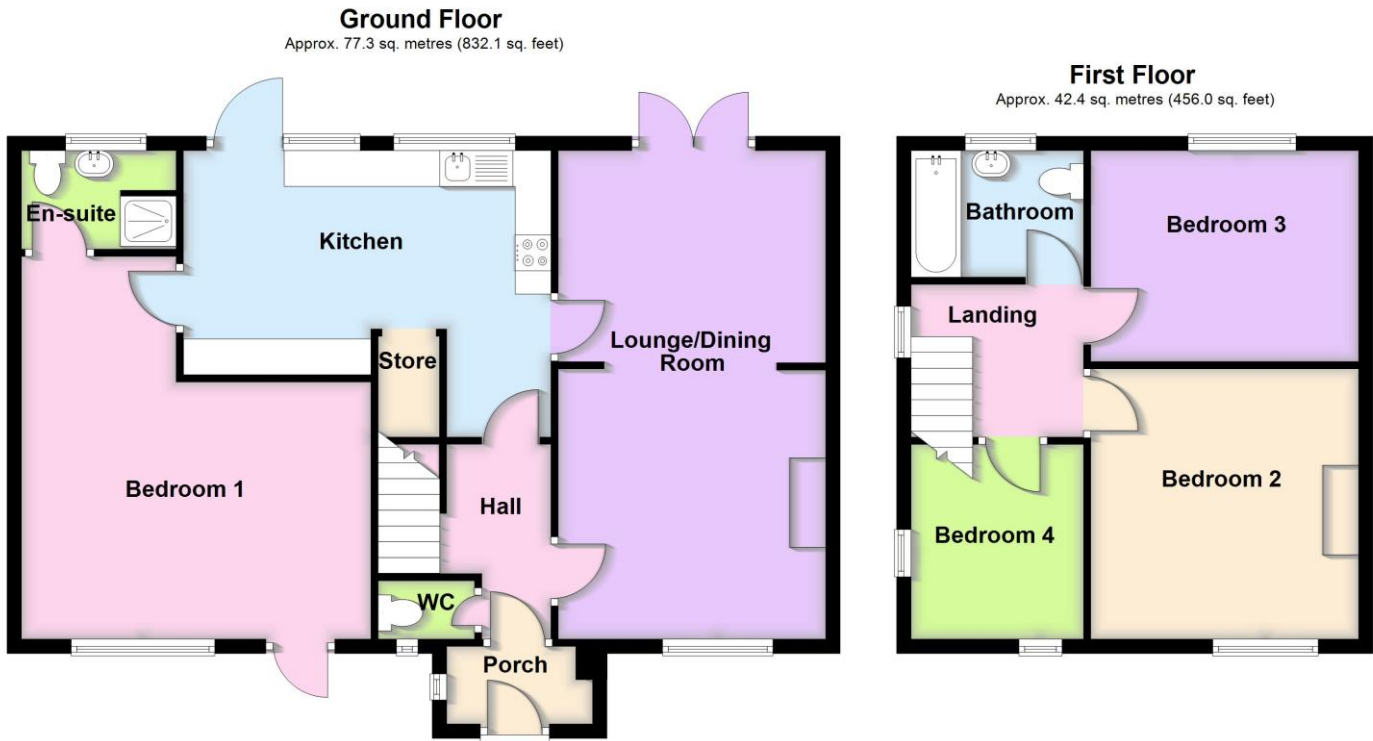 Ground Floor
Approx. 77.3 sq. metres (832.1 sq. feet)
En-suite
Kitchen
Store
Lounge/Dining
Room
Bedroom 1
Hall
WC
Porch
First Floor
Approx. 42.4 sq. metres (456.0 sq. feet)
Bathroom
Bedroom 3
Landing
Bedroom 2
Bedroom 4